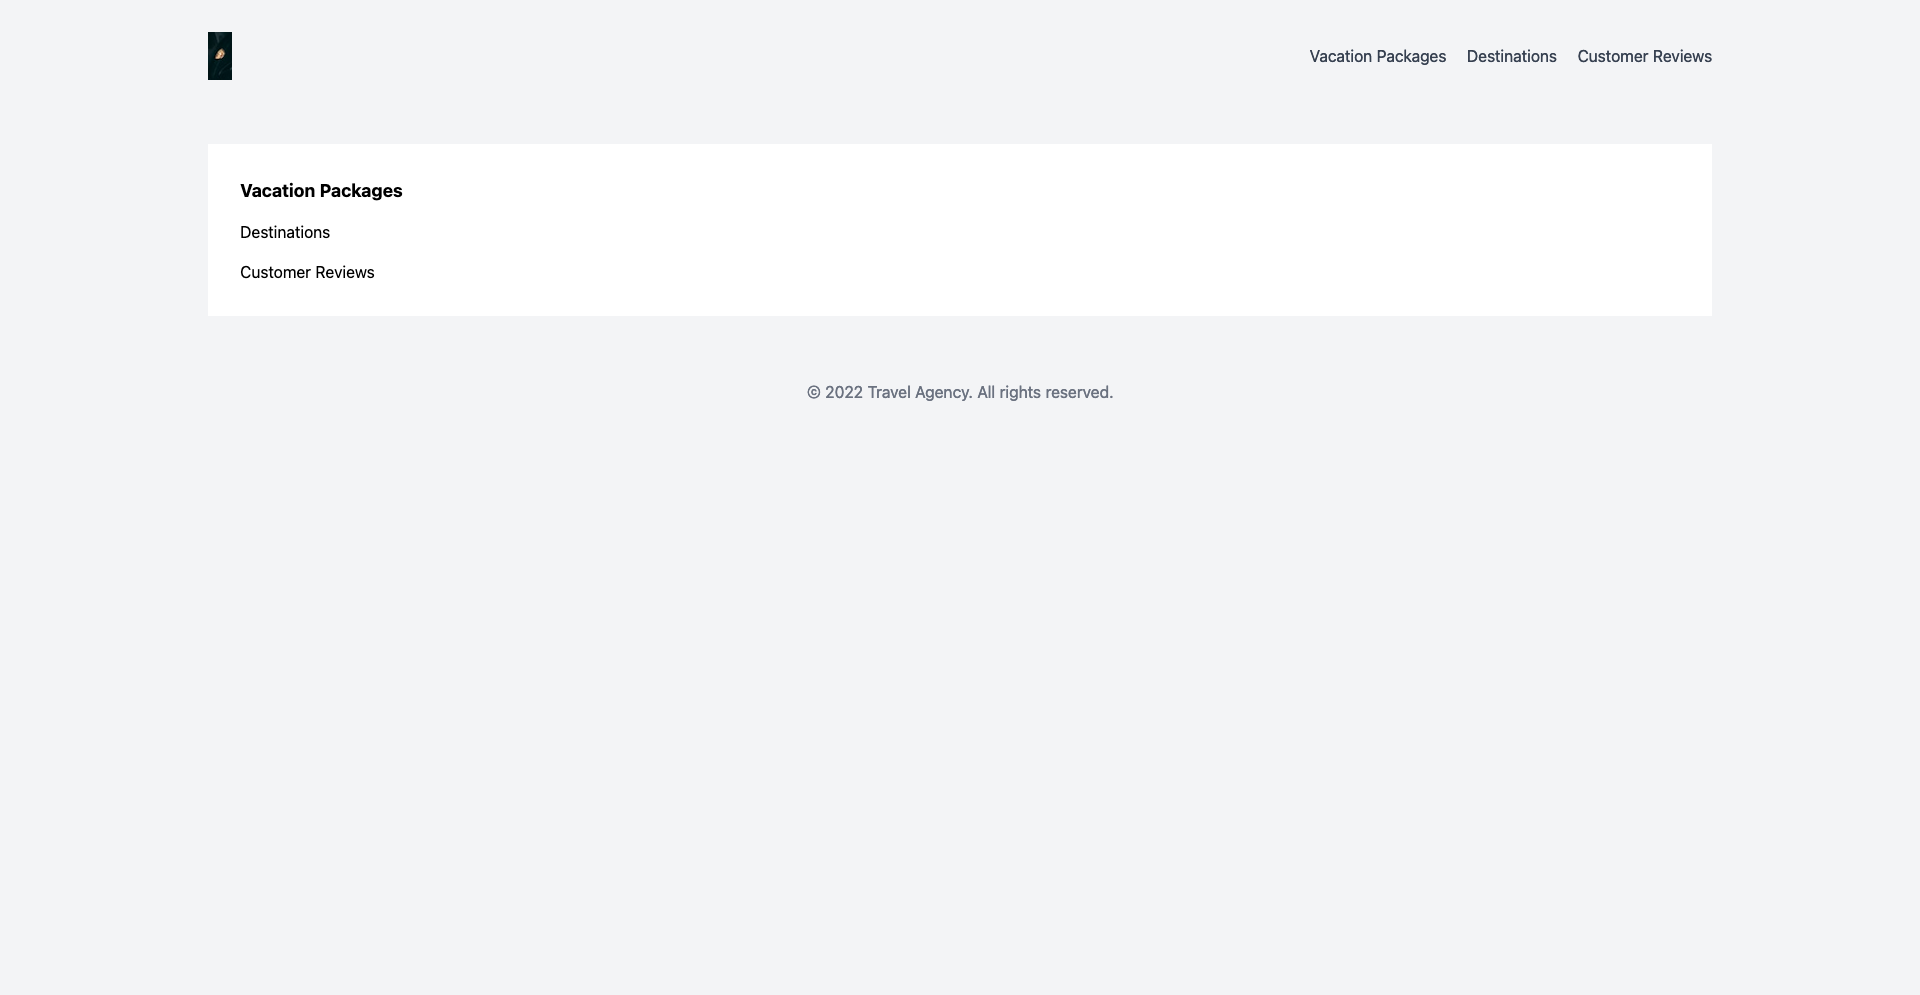 Vacation Packages Destinations Customer Reviews
Vacation Packages
Destinations
Customer Reviews
© 2022 Travel Agency. All rights reserved.